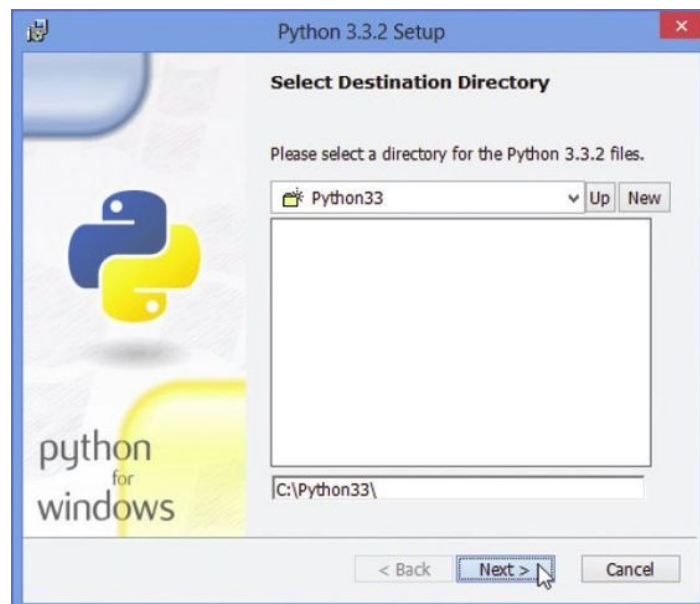 Python 3.3.2 Setup
Select Destination Directory
Please select a directory for the Python 3.3.2 files.
Python33
Up
New
C:\Python33\
python
for
windows
< Back
Next >
Cancel